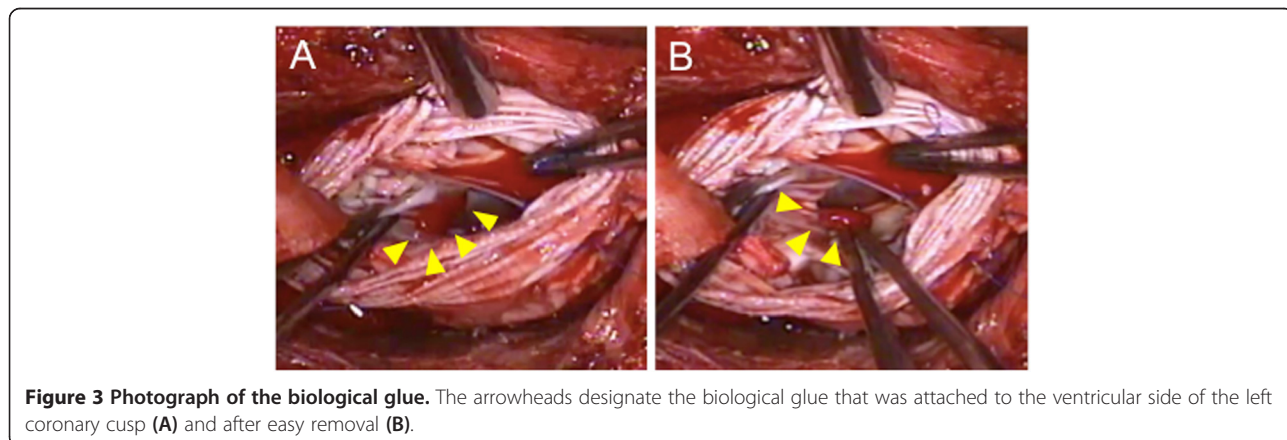 A
B
Figure 3 Photograph of the biological glue. The arrowheads designate the biological glue that was attached to the ventricular side of the left
coronary cusp (A) and after easy removal (B).